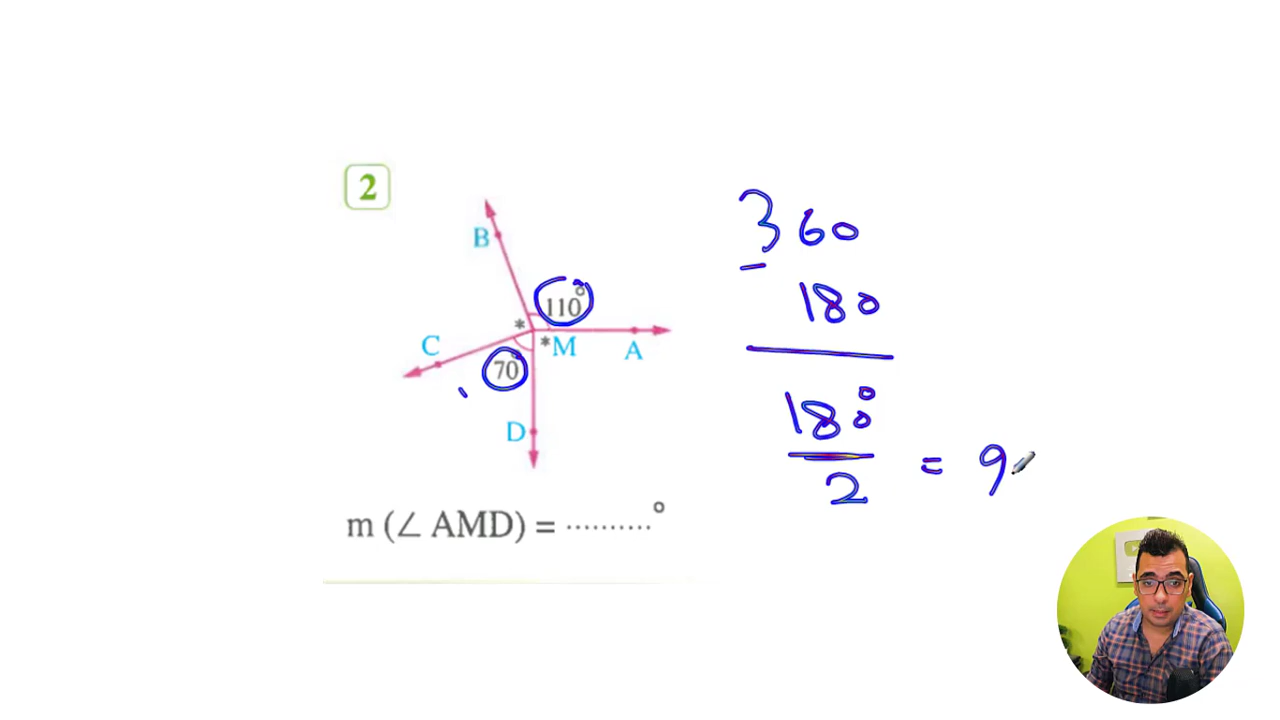 2
B
110°
*
*M
A
C
70°
D
m (∠ AMD) = ..........°
360
-
180
180°
2
= 9